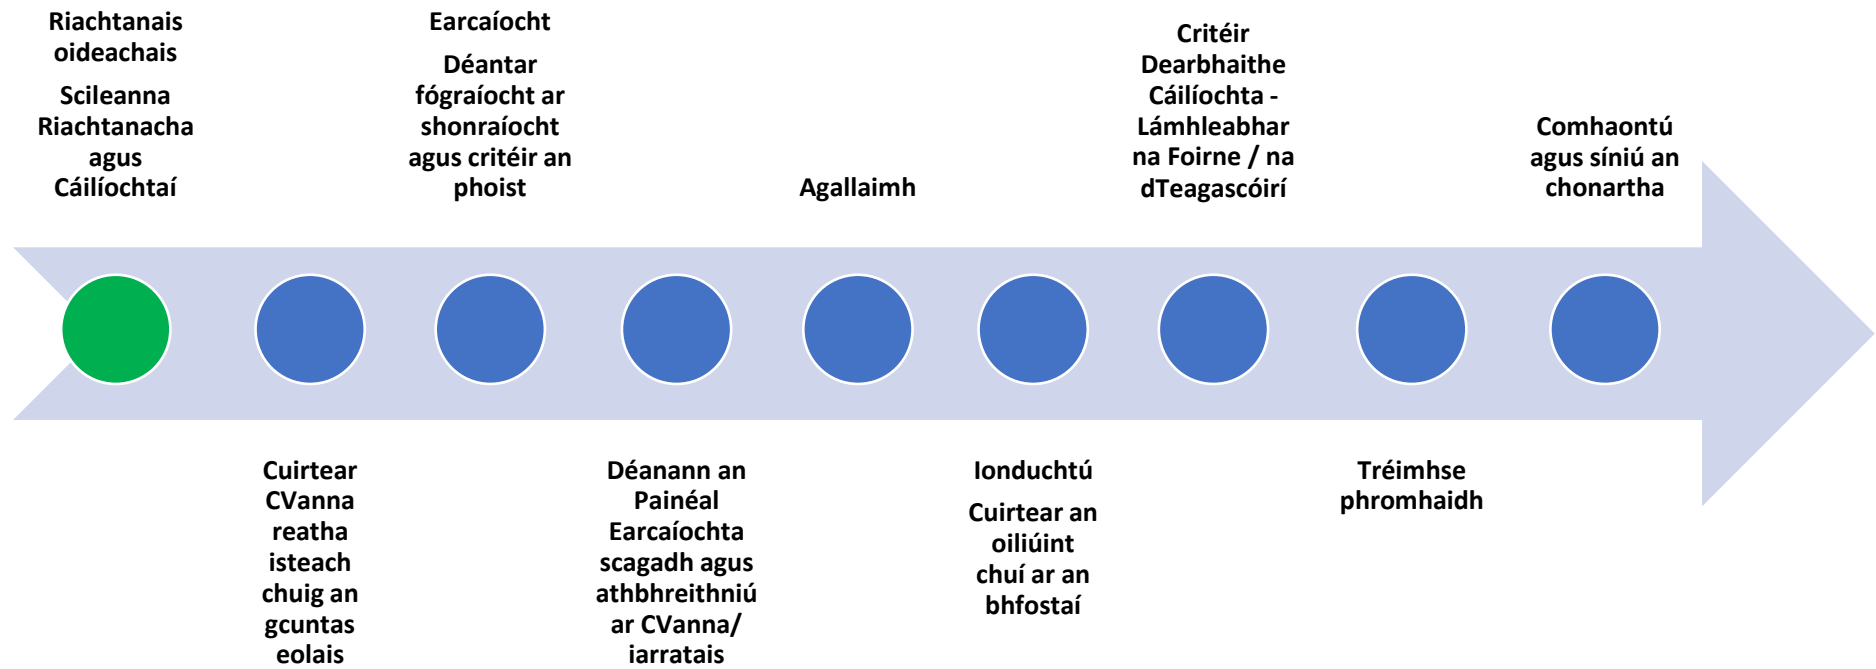 Riachtanais
oideachais
Scileanna
Riachtanacha
agus
Cáilíochtaí
Cuirtear
CVanna
reatha
isteach
chuig an
gcuntas
eolais
Earcaíocht
Déantar
fógraíocht ar
shonraíocht
agus critéir an
phoist
Déanann an
Painéal
Earcaíochta
scagadh agus
athbhreithniú
ar CVanna/
iarratais
Agallaimh
Ionduchtú
Cuirtear an
oiliúint
chuí ar an
bhfostaí
Critéir
Dearbhaithe
Cáilíochta -
Lámhleabhar
na Foirne / na
dTeagascóirí
Tréimhse
phromhaidh
Comhaontú
agus síniú an
chonartha